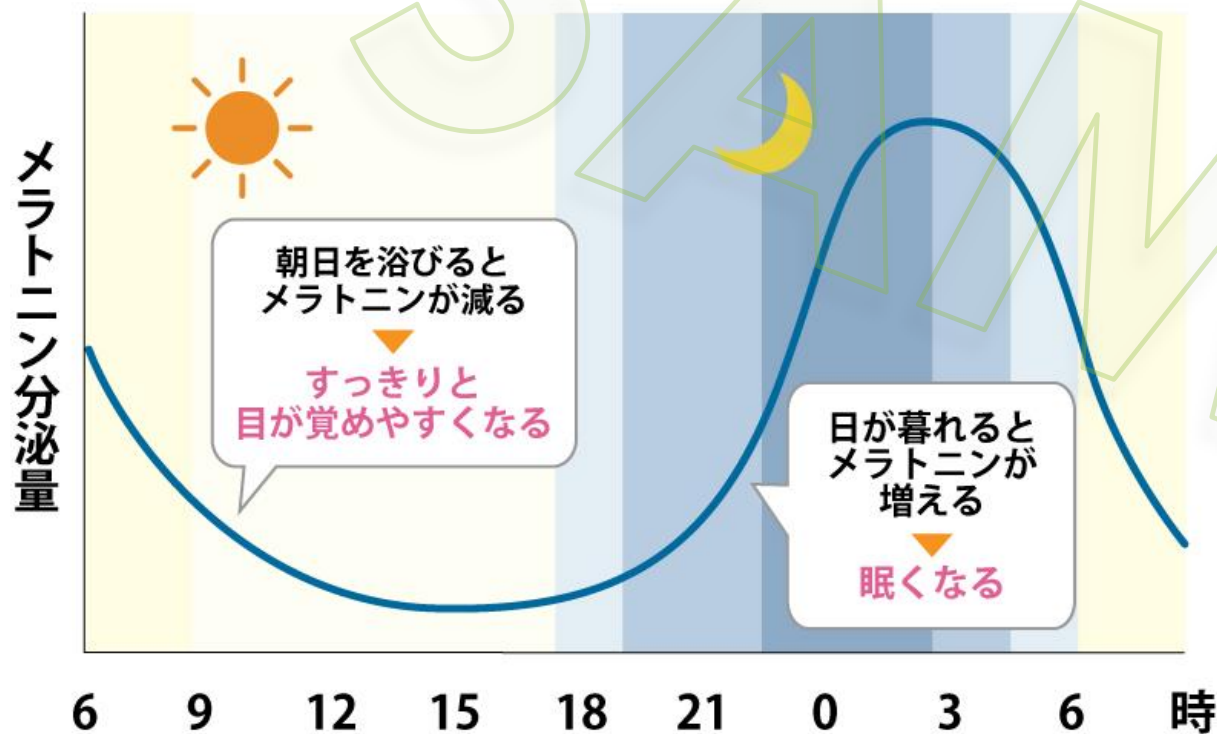 メラトニン分泌量
朝日を浴びると
メラトニンが減る
すっきりと
目が覚めやすくなる
日が暮れると
メラトニンが
増える
眠くなる
6 9 12 15 18 21 0 3 6 時
SAM